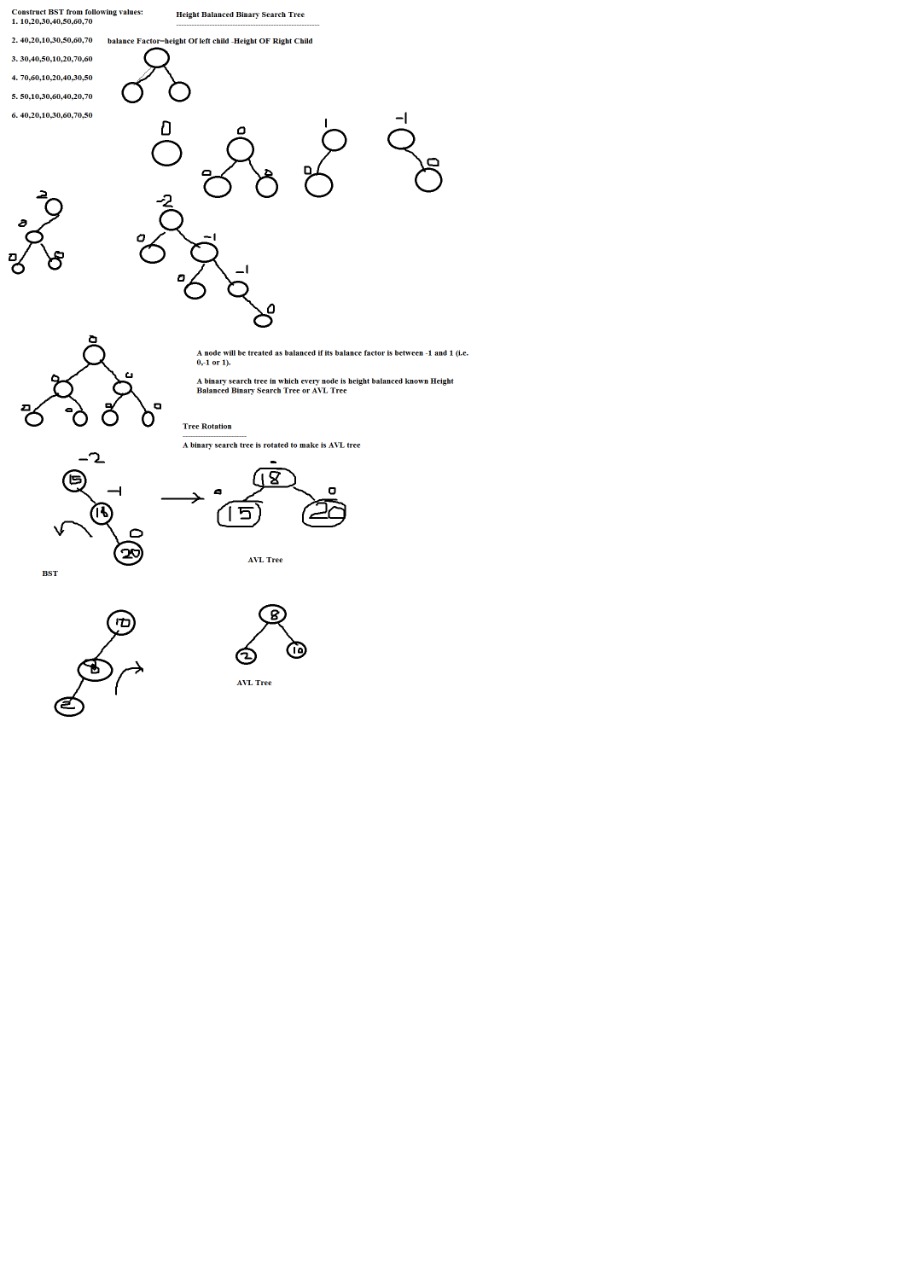 Construct BST from following values:
1. 10,20,30,40,50,60,70
2. 40,20,10,30,50,60,70
3. 30,40,50,10,20,70,60
4. 70,60,10,20,40,30,50
5. 50,10,30,60,40,20,70
6. 40,20,10,30,60,70,50
Height Balanced Binary Search Tree
balance Factor=height Of left child -Height OF Right Child
0
0
0 0
1
0
-1
0
2
0
0 0
-2
0 -1
0 -1
0
0
0 0
0 0 0 0
A node will be treated as balanced if its balance factor is between -1 and 1 (i.e.
0,-1 or 1).
A binary search tree in which every node is height balanced known Height
Balanced Binary Search Tree or AVL Tree
Tree Rotation
A binary search tree is rotated to make is AVL tree
-2
15
-1
18
0
20
BST
18
0
15 20
AVL Tree
10
2
8
2 10
AVL Tree